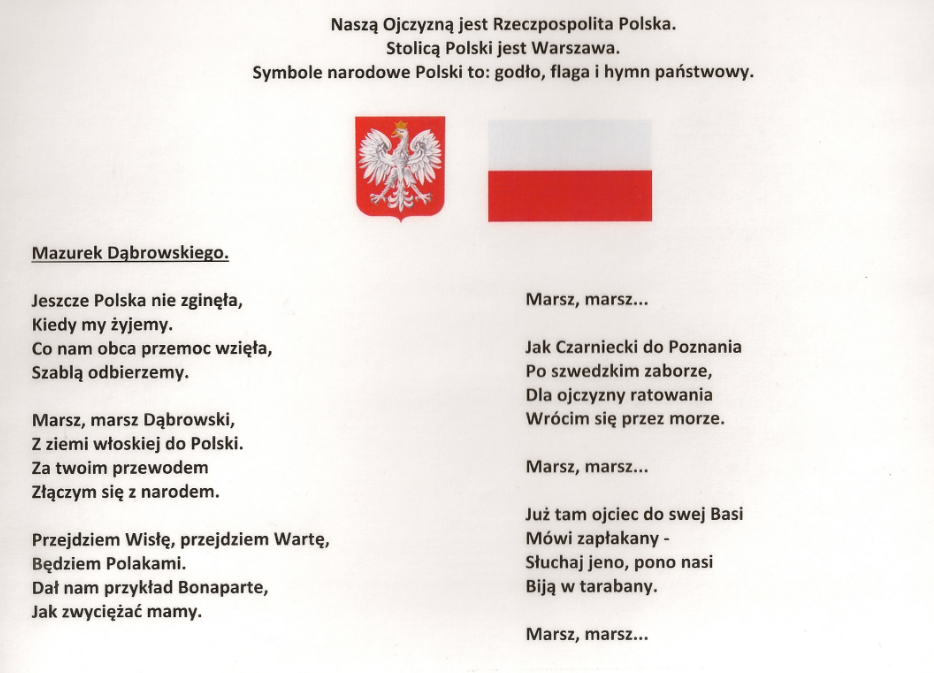 Naszą Ojczyzną jest Rzeczpospolita Polska.
Stolicą Polski jest Warszawa.
Symbole narodowe Polski to: godło, flaga i hymn państwowy.
Mazurek Dąbrowskiego.
Jeszcze Polska nie zginęła,
Kiedy my żyjemy.
Co nam obca przemoc wzięła,
Szablą odbierzemy.
Marsz, marsz Dąbrowski,
Z ziemi włoskiej do Polski.
Za twoim przewodem
Złączym się z narodem.
Przejdziem Wisłę, przejdziem Wartę,
Będziem Polakami.
Dał nam przykład Bonaparte,
Jak zwyciężać mamy.
Marsz, marsz...
Jak Czarniecki do Poznania
Po szwedzkim zaborze,
Dla ojczyzny ratowania
Wrócim się przez morze.
Marsz, marsz...
Już tam ojciec do swej Basi
Mówi zapłakany -
Słuchaj jeno, pono nasi
Biją w tarabany.
Marsz, marsz...